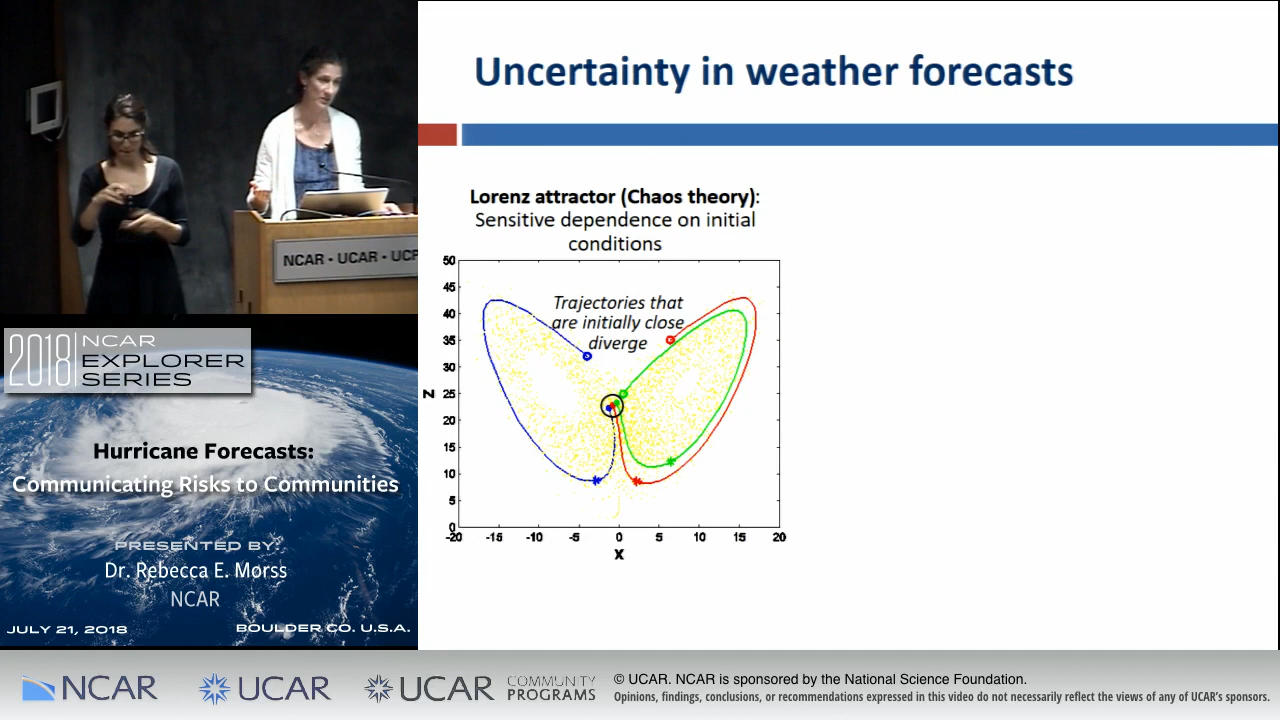 Uncertainty in weather forecasts
Lorenz attractor (Chaos theory):
Sensitive dependence on initial
conditions
Trajectories that
are initially close
diverge
50
45
40
35
30
25
20
15
10
5
0
Z
-20 -15 -10 -5 0 5 10 15 20
X
NCAR • UCAR • UCP
2018 NCAR
EXPLORER
SERIES
Hurricane Forecasts:
Communicating Risks to Communities
PRESENTED BY:
Dr. Rebecca E. Morss
NCAR
JULY 21, 2018 BOULDER CO. U.S.A.
NCAR UCAR UCAR COMMUNITY PROGRAMS
© UCAR. NCAR is sponsored by the National Science Foundation.
Opinions, findings, conclusions, or recommendations expressed in this video do not necessarily reflect the views of any of UCAR's sponsors.